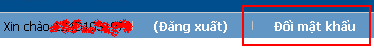 Xin chào (Đăng xuất) | Đổi mật khẩu